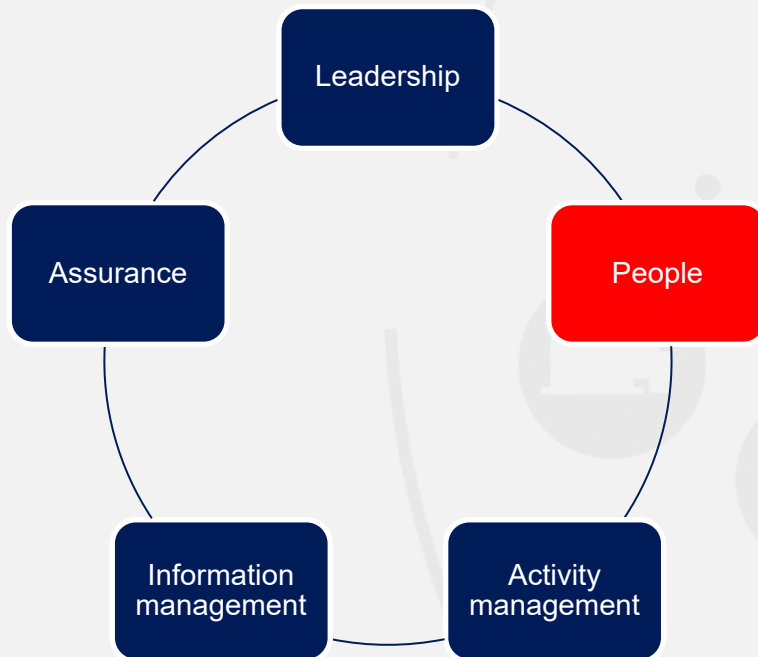 Leadership
People
Activity
management
Information
management
Assurance